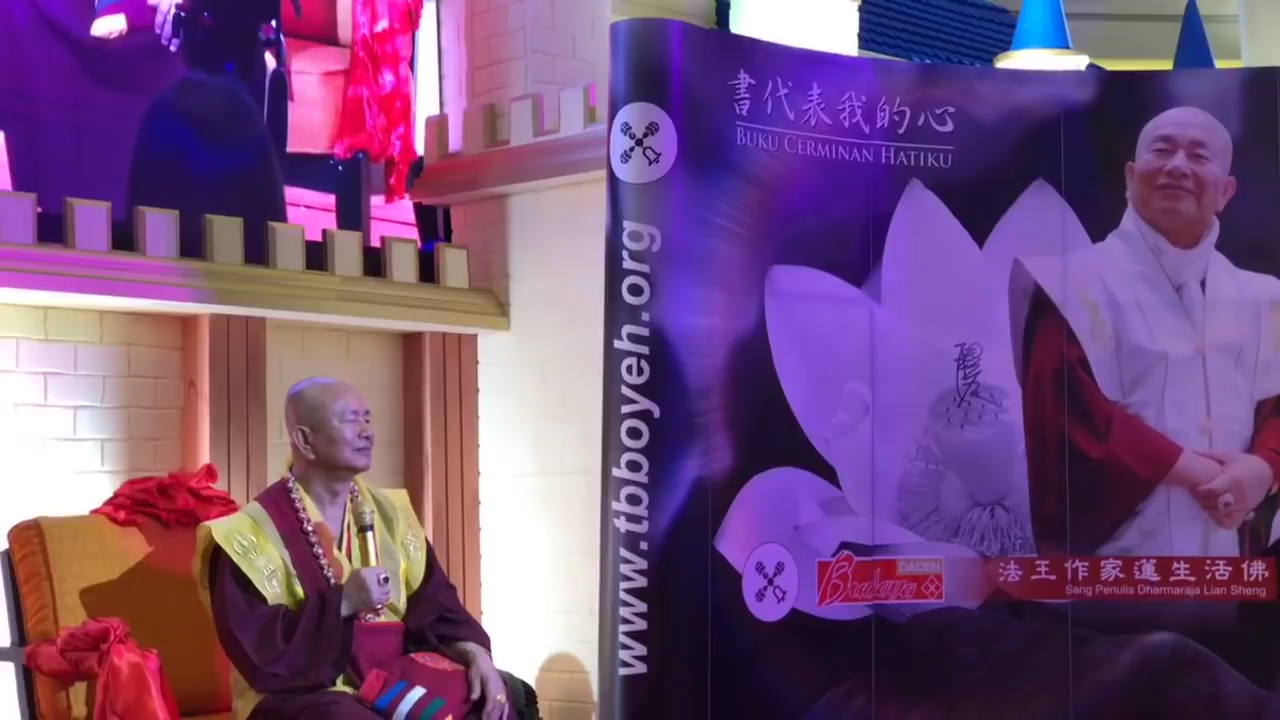 書代表我的心
BUKU CERMINAN HATIKU
www.tbboyeh.org
DADEN
Budaya
法王作家蓮生活佛
Sang Penulis Dharmaraja Lian Sheng